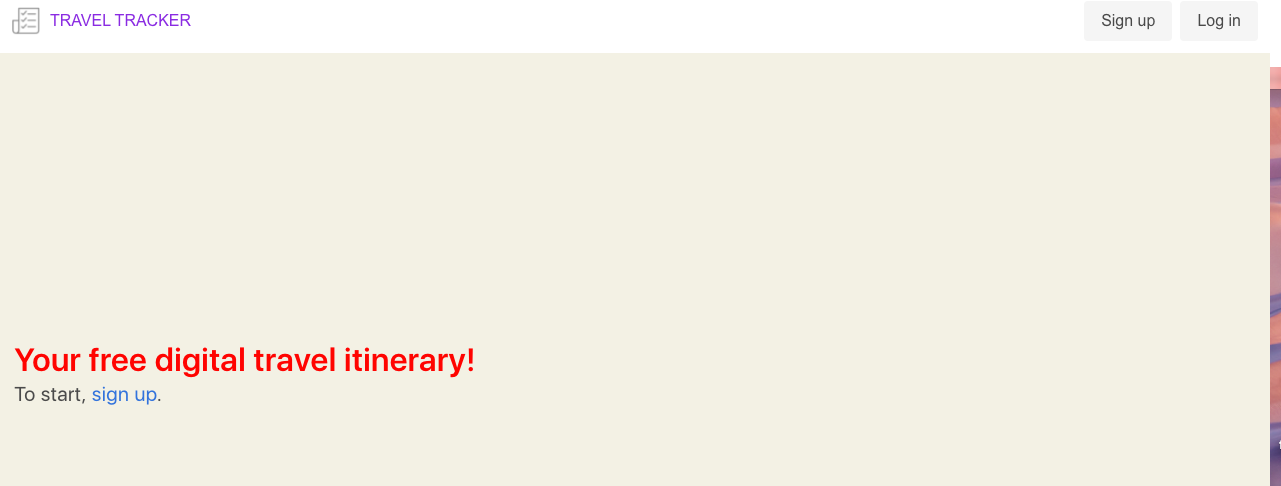 TRAVEL TRACKER
Sign up
Log in
Your free digital travel itinerary!
To start, sign up.